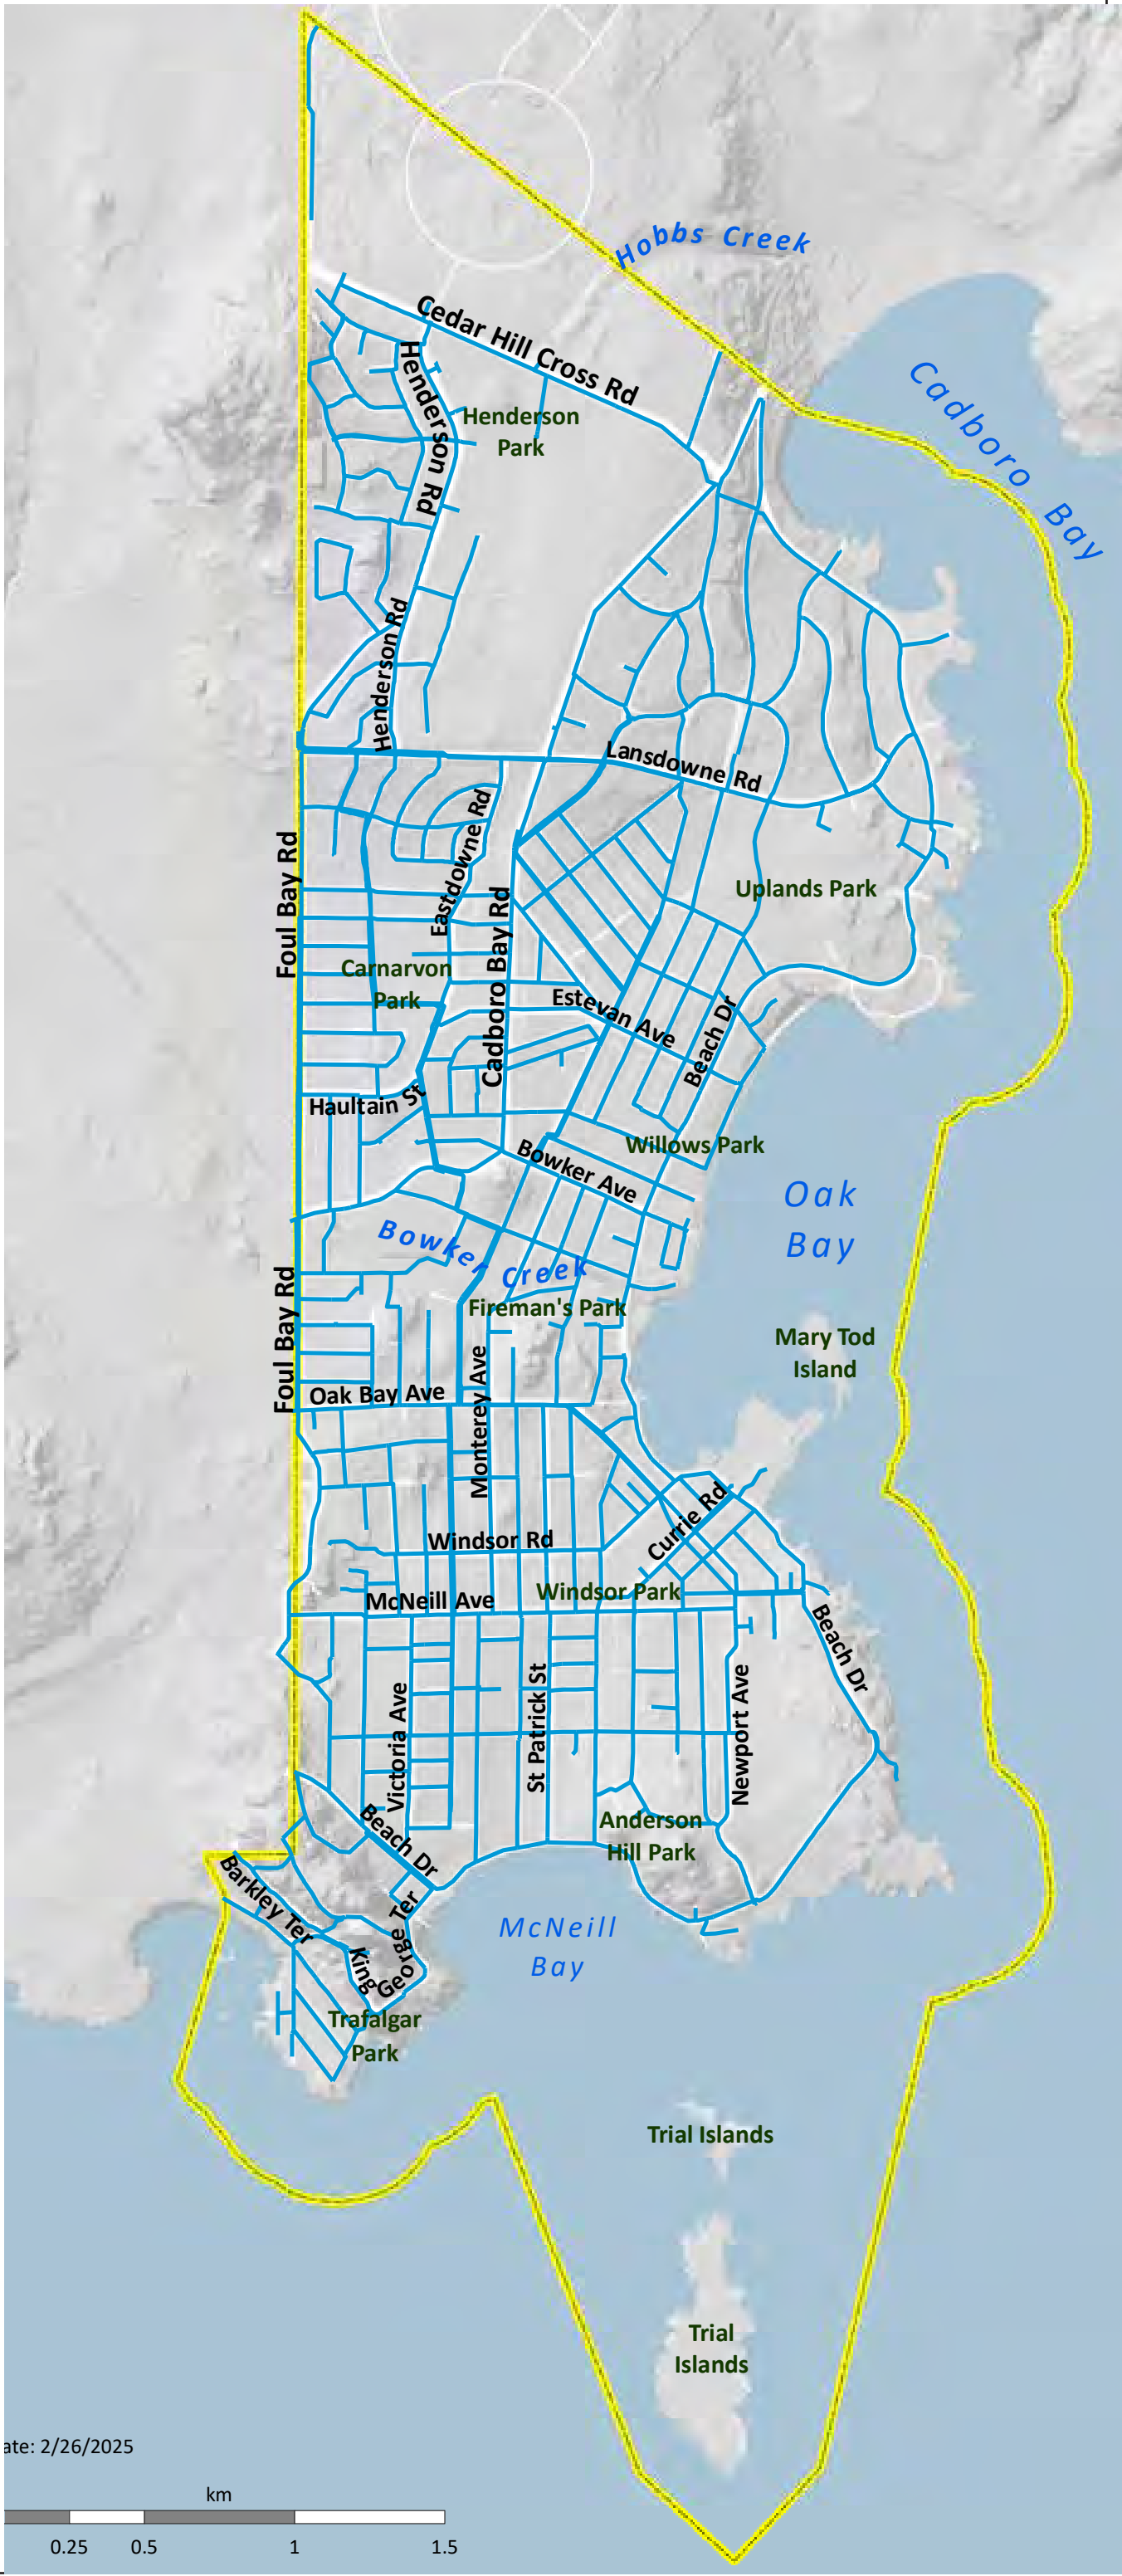 Hobbs Creek
Cedar Hill Cross Rd
Henderson Rd
Cadboro Bay
Henderson
Park
Henderson Rd
Lansdowne Rd
Eastdowne Rd
Foul Bay Rd
Uplands Park
Cadboro Bay Rd
Carnarvon
Park
Estevan Ave
Beach Dr
Haultain St
Willows Park
Bowker Ave
Oak
Bay
Bowker Creek
Foul Bay Rd
Fireman's Park
Mary Tod
Island
Oak Bay Ave
Monterey Ave
Currie Rd
Windsor Rd
Windsor Park
McNeill Ave
Beach Dr
Victoria Ave
St Patrick St
Newport Ave
Beach Dr
Anderson
Hill Park
Barkley Ter
King George Ter
McNeill
Bay
Trafalgar
Park
Trial Islands
Trial
Islands
ate: 2/26/2025
km
0.25 0.5 1 1.5